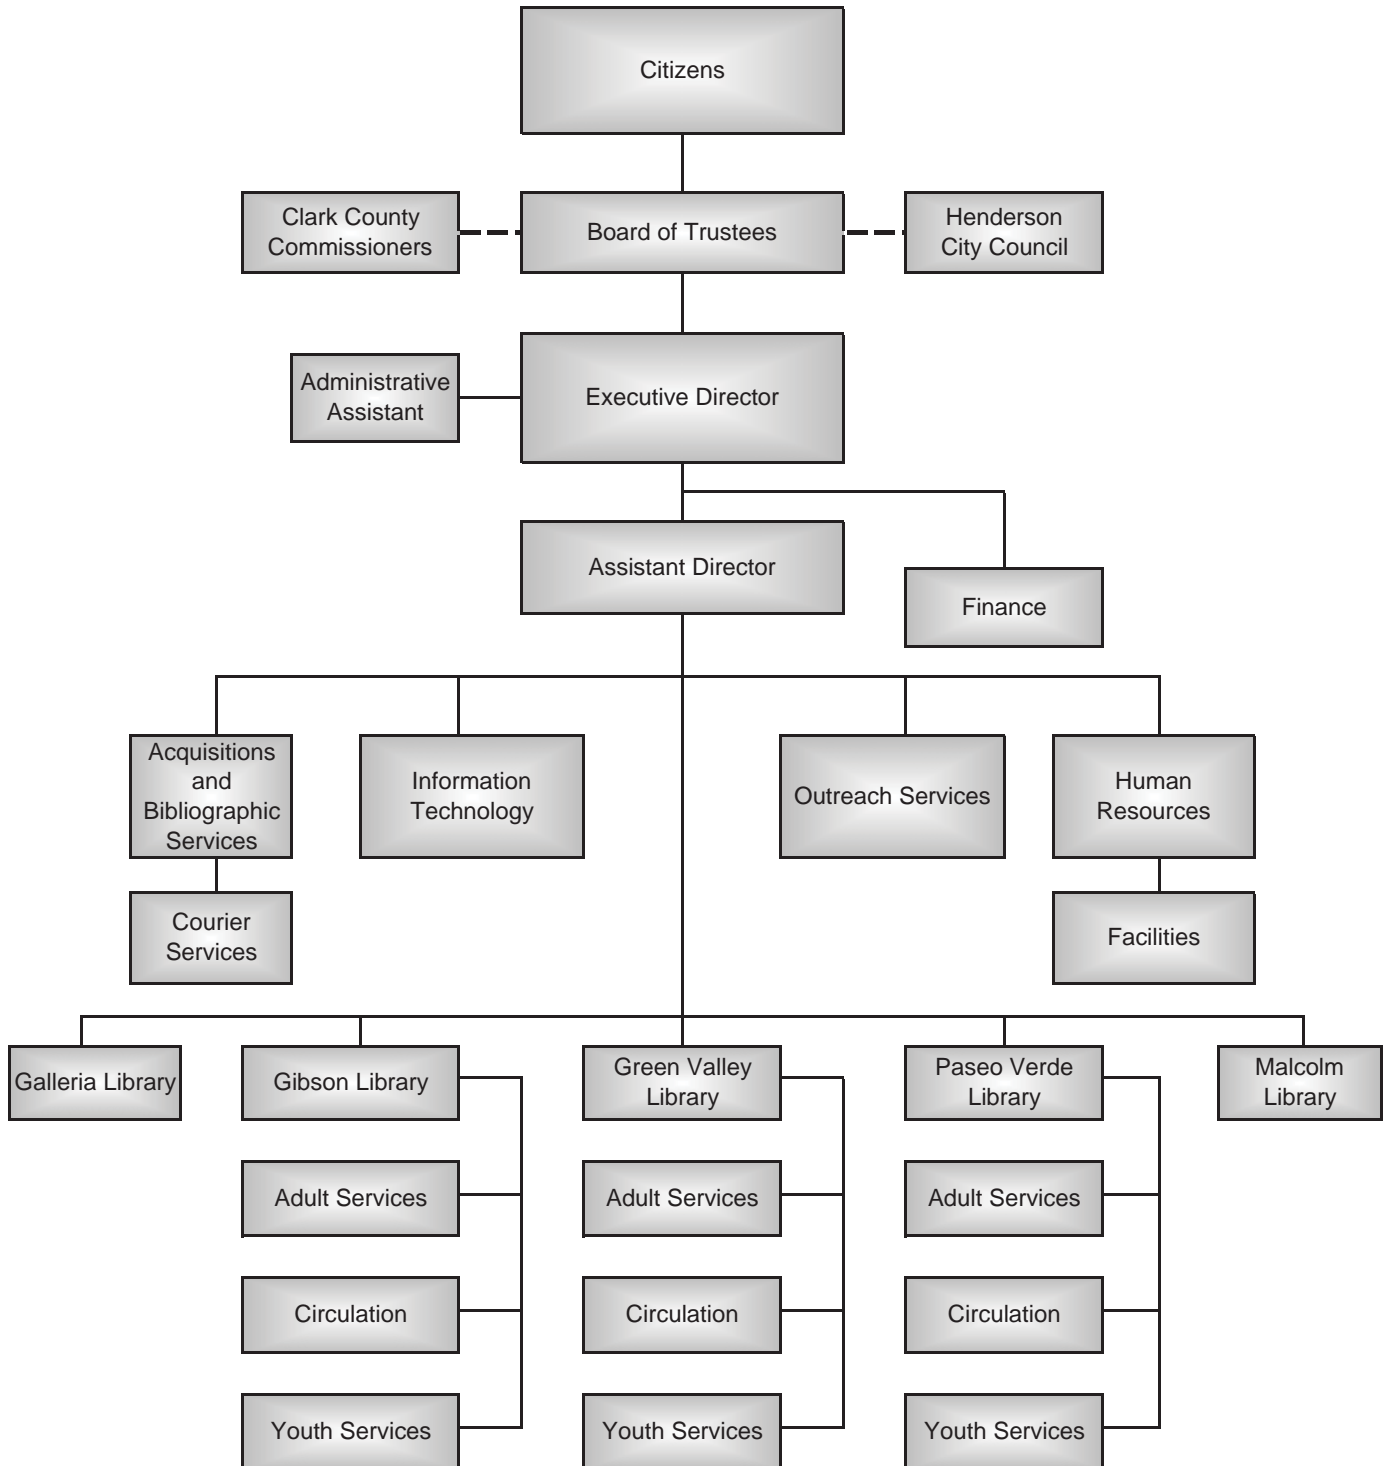 Citizens
Clark County
Commissioners
Board of Trustees
Henderson
City Council
Administrative
Assistant
Executive Director
Assistant Director
Finance
Acquisitions
and
Bibliographic
Services
Information
Technology
Outreach Services
Human
Resources
Courier
Services
Facilities
Galleria Library
Gibson Library
Green Valley
Library
Paseo Verde
Library
Malcolm
Library
Adult Services
Adult Services
Adult Services
Circulation
Circulation
Circulation
Youth Services
Youth Services
Youth Services